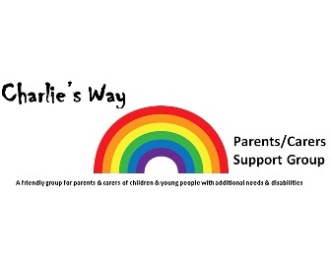 Charlie's Way
Parents/Carers
Support Group
A friendly group for parents & carers of children & young people with additional needs & disabilities